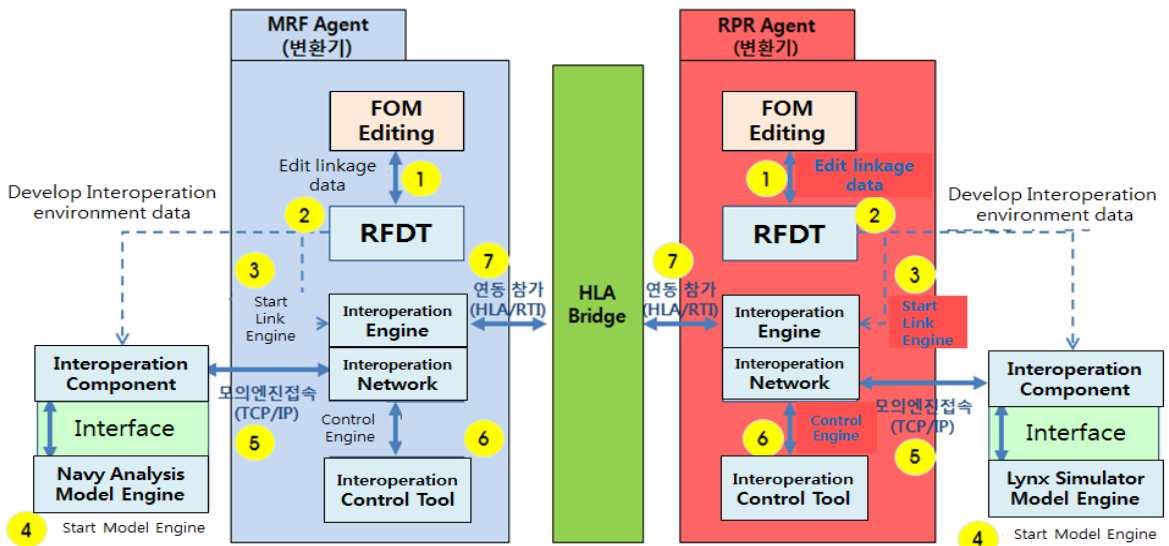 MRF Agent
(변환기)
FOM
Editing
Edit linkage
data
1
Develop Interoperation
environment data
2
RFDT
3
Start
Link
Engine
7
연동 참가
(HLA/RTI)
Interoperation
Engine
Interoperation
Network
Interoperation
Component
모의엔진접속
(TCP/IP)
5
Interface
Control
Engine
6
Navy Analysis
Model Engine
Interoperation
Control Tool
4
Start Model Engine
HLA
Bridge
RPR Agent
(변환기)
FOM
Editing
1
Edit linkage
data
2
Develop Interoperation
environment data
RFDT
7
연동 참가
(HLA/RTI)
3
Start
Link
Engine
Interoperation
Engine
Interoperation
Network
Interoperation
Component
모의엔진접속
(TCP/IP)
5
6
Control
Engine
Interface
Interoperation
Control Tool
Lynx Simulator
Model Engine
4
Start Model Engine